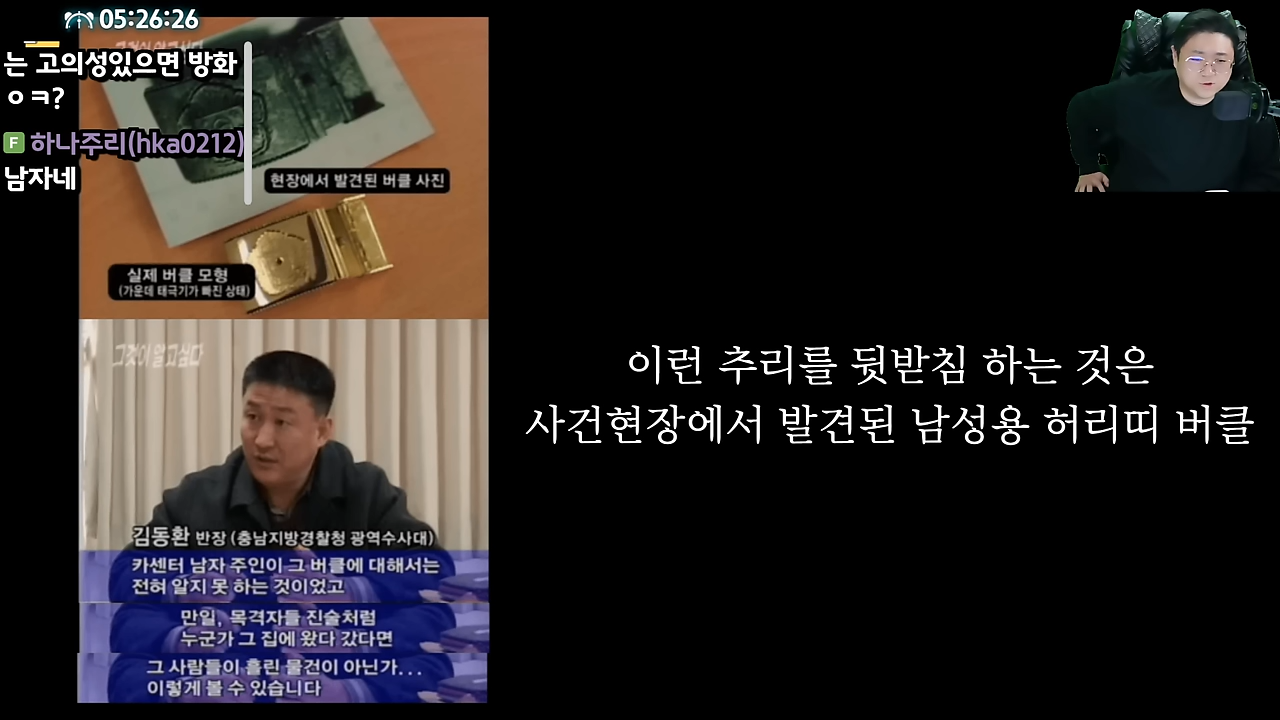 05:26:26
는 고의성있으면 방화
ㅇㅋ?
F 하나주리(hka0212)
남자네
그것이 알고싶다
현장에서 발견된 버클 사진
실제 버클 모형
(가운데 태극기가 빠진 상태)
그것이 알고싶다
김동환 반장 (충남지방경찰청 광역수사대)
카센터 남자 주인이 그 버클에 대해서는
전혀 알지 못 하는 것이었고
만일, 목격자들 진술처럼
누군가 그 집에 왔다 갔다면
그 사람들이 흘린 물건이 아닌가...
이렇게 볼 수 있습니다
이런 추리를 뒷받침 하는 것은
사건현장에서 발견된 남성용 허리띠 버클